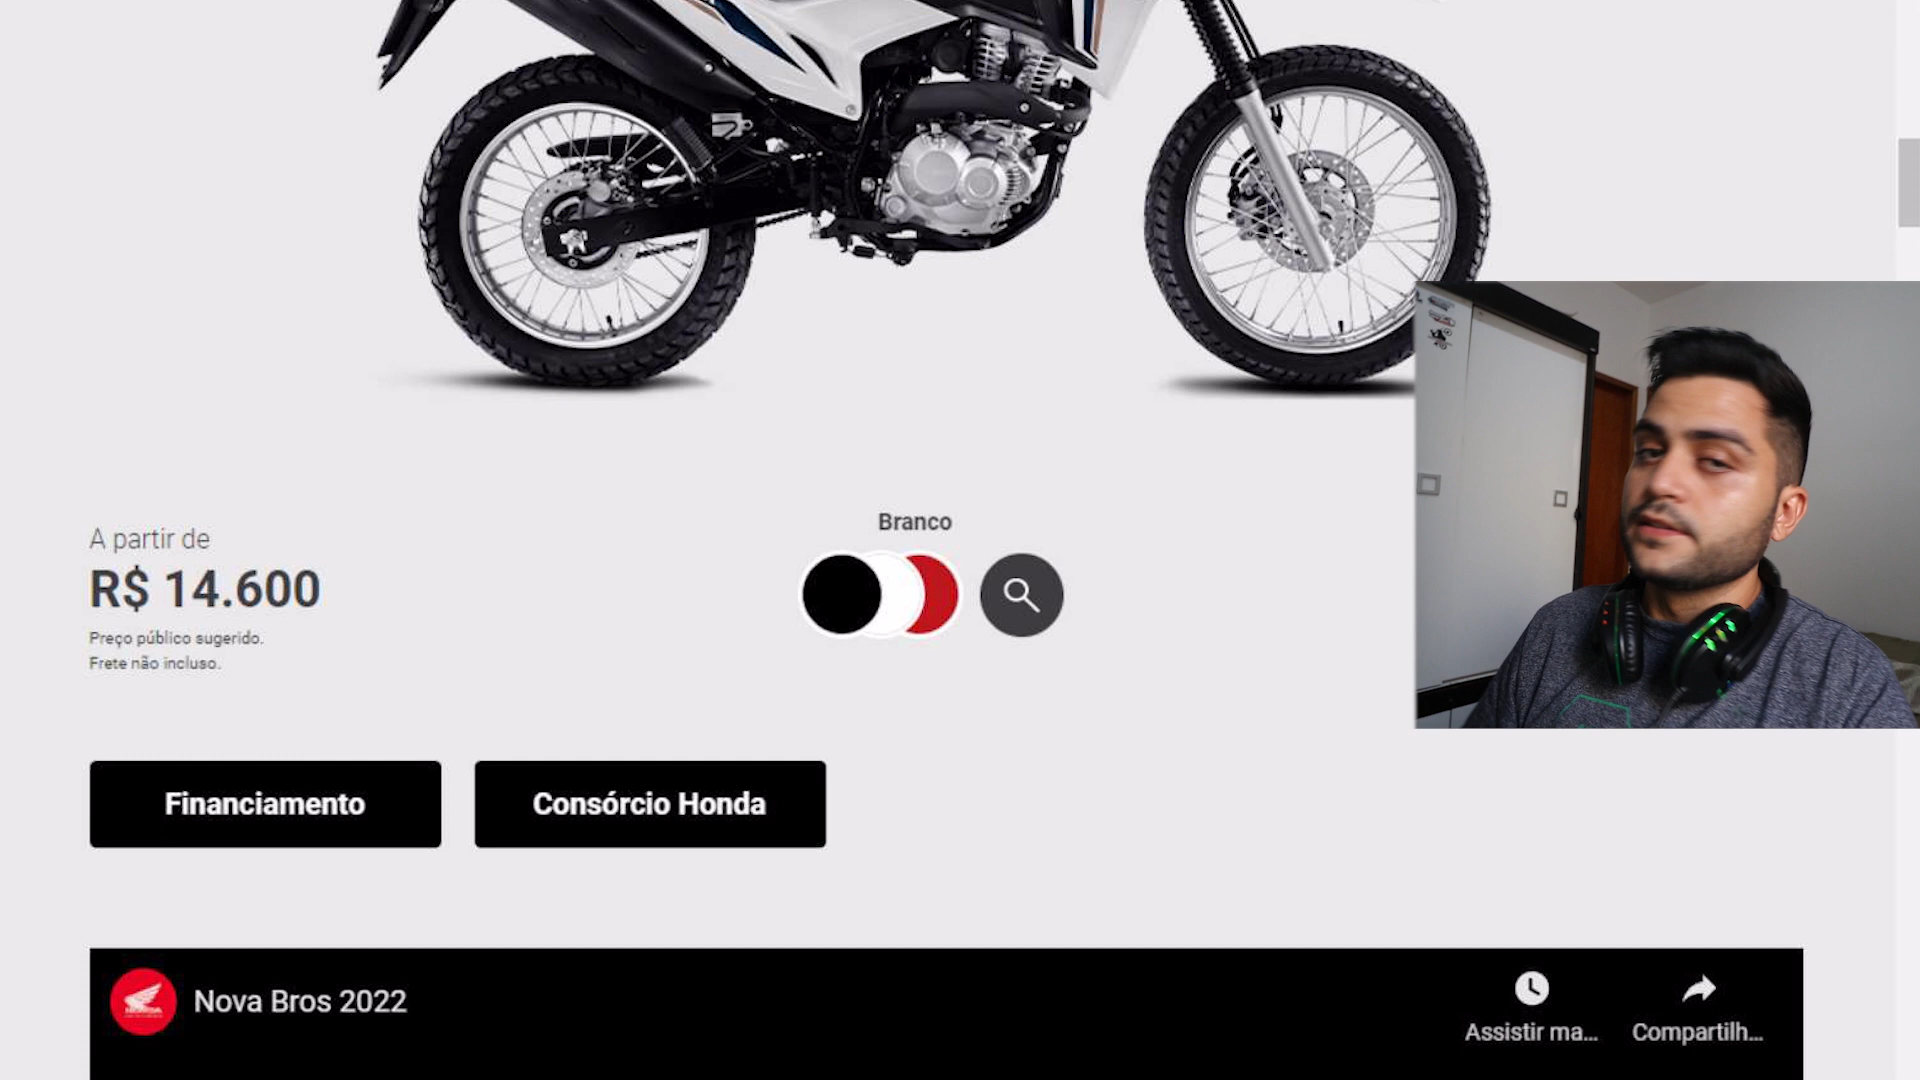 A partir de
R$ 14.600
Preço público sugerido.
Frete não incluso.
Branco
Financiamento
Consórcio Honda
HONDA
Nova Bros 2022
Assistir ma...
Compartilh...